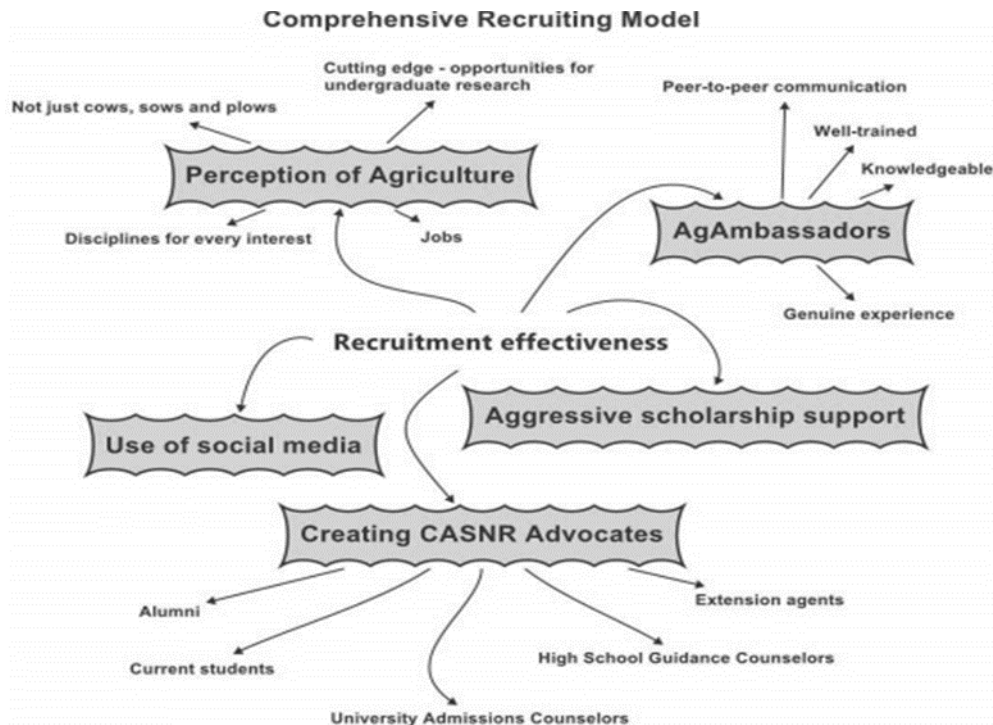 Comprehensive Recruiting Model
Cutting edge - opportunities for
undergraduate research
Not just cows, sows and plows
Perception of Agriculture
Disciplines for every interest
Jobs
Peer-to-peer communication
Well-trained
Knowledgeable
AgAmbassadors
Genuine experience
Recruitment effectiveness
Aggressive scholarship support
Use of social media
Creating CASNR Advocates
Alumni
Current students
University Admissions Counselors
High School Guidance Counselors
Extension agents